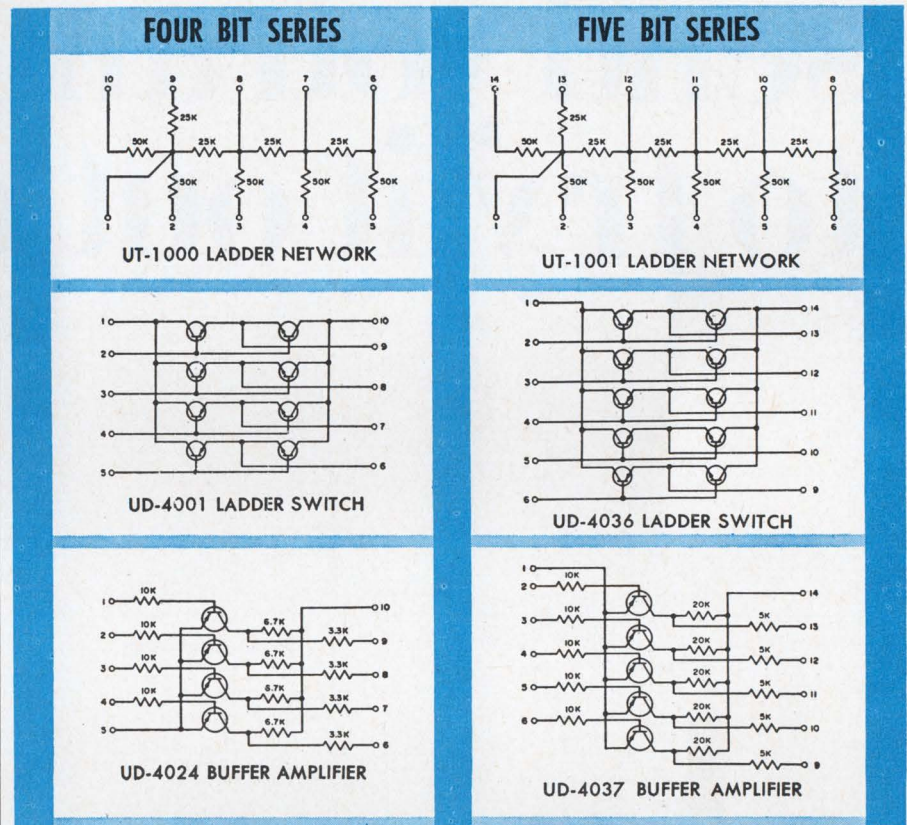 FOUR BIT SERIES
10 9 8 7 6
25K
50K 25K 25K 25K
50K 50K 50K 50K
1 2 3 4 5
UT-1000 LADDER NETWORK
1 10
2 9
3 8
4 7
5 6
UD-4001 LADDER SWITCH
10K
1 10
6.7K
10K 3.3K
2 9
6.7K
10K 3.3K
3 8
6.7K
10K 3.3K
4 7
6.7K
5 3.3K 6
UD-4024 BUFFER AMPLIFIER
FIVE BIT SERIES
14 13 12 11 10 8
25K
50K 25K 25K 25K 25K
50K 50K 50K 50K 501
1 2 3 4 5 6
UT-1001 LADDER NETWORK
1 14
2 13
3 12
4 11
5 10
6 9
UD-4036 LADDER SWITCH
1
10K
2 14
20K 5K
10K
3 13
20K 5K
10K
4 12
20K 5K
10K
5 11
20K 5K
10K
6 10
20K 5K
9
UD-4037 BUFFER AMPLIFIER